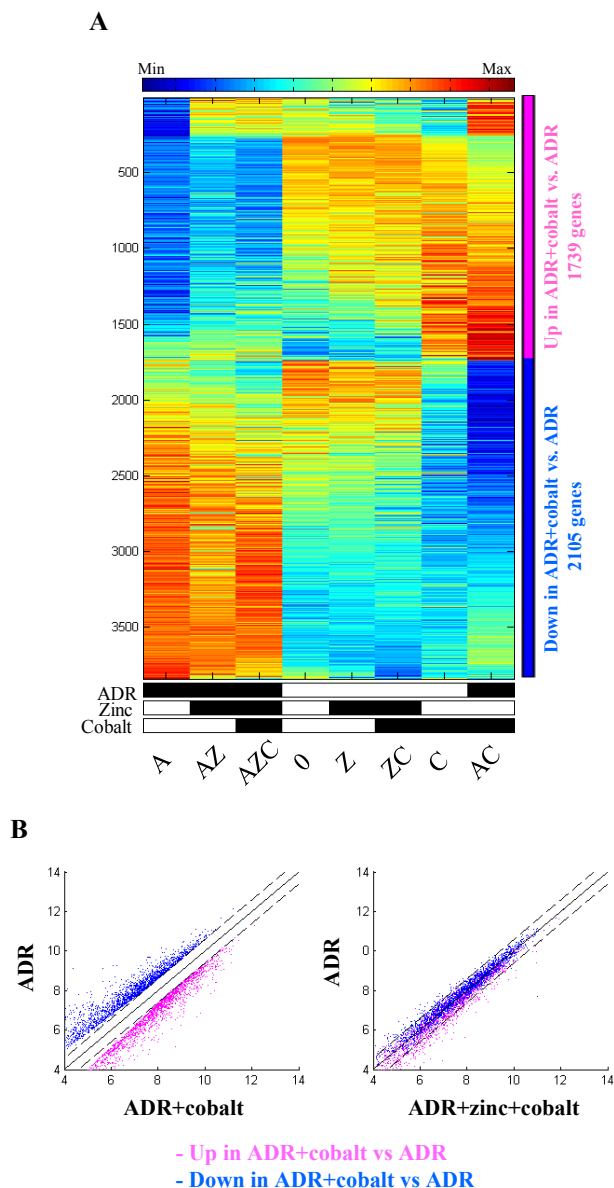 A
Min
Max
500
1000
1500
2000
2500
3000
3500
Up in ADR+cobalt vs. ADR
1739 genes
Down in ADR+cobalt vs. ADR
2105 genes
ADR
Zinc
Cobalt
A
AZ
AZC
0
Z
ZC
C
AC
B
14
12
10
8
6
4
ADR
4
6
8
10
14
ADR+cobalt
14
12
0
8
6
4
ADR
4
6
8
10
14
ADR+zinc+cobalt
- Up in ADR+cobalt vs ADR
- Down in ADR+cobalt vs ADR